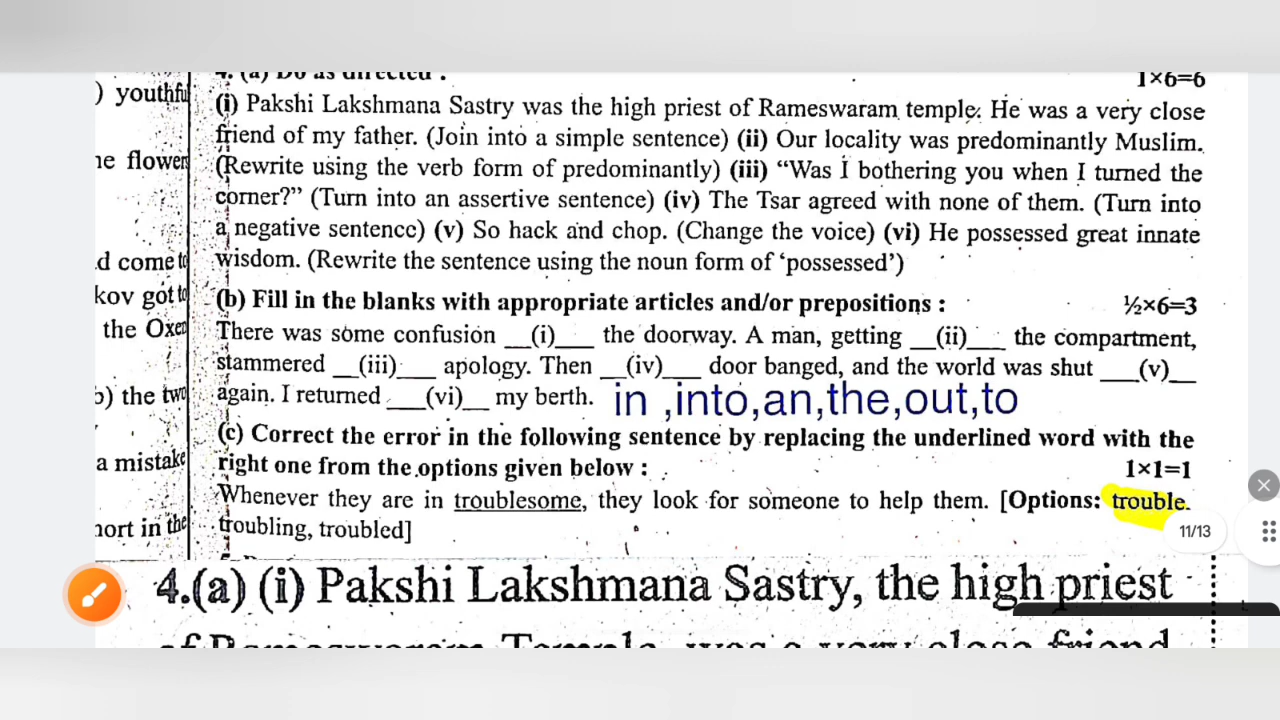 4. (a) Do as directed : 1×6=6
) youthful
(i) Pakshi Lakshmana Sastry was the high priest of Rameswaram temple. He was a very close
friend of my father. (Join into a simple sentence) (ii) Our locality was predominantly Muslim.
ne flower
(Rewrite using the verb form of predominantly) (iii) “Was I bothering you when I turned the
corner?” (Turn into an assertive sentence) (iv) The Tsar agreed with none of them. (Turn into
a negative sentence) (v) So hack and chop. (Change the voice) (vi) He possessed great innate
d come to
wisdom. (Rewrite the sentence using the noun form of ‘possessed’)
kov got to
(b) Fill in the blanks with appropriate articles and/or prepositions : ½×6=3
the Oxen
There was some confusion __(i)___ the doorway. A man, getting __(ii)___ the compartment,
stammered __(iii)___ apology. Then __(iv)___ door banged, and the world was shut ___(v)__
b) the two
again. I returned ___(vi)__ my berth. in ,into,an,the,out,to
(c) Correct the error in the following sentence by replacing the underlined word with the
a mistake
right one from the options given below : 1×1=1
Whenever they are in troublesome, they look for someone to help them. [Options: trouble.
hort in the
troubling, troubled]
11/13
4.(a) (i) Pakshi Lakshmana Sastry, the high priest
of Rameswaram Temple, was a very close friend